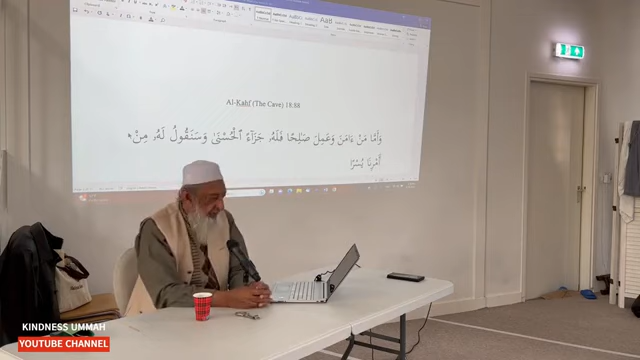 Al-Kahf (The Cave) 18:88
وَأَمَّا مَنْ ءَامَنَ وَعَمِلَ صَـٰلِحًا فَلَهُۥ جَزَآءً ٱلْحُسْنَىٰ وَسَنَقُولُ لَهُۥ مِنْ
أَمْرِنَا يُسْرًا
KINDNESS UMMAH
YOUTUBE CHANNEL